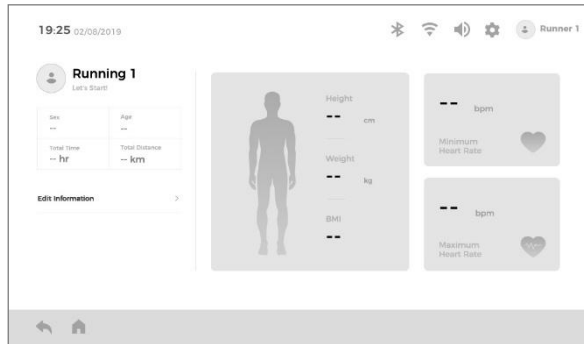 19:25 02/08/2019
Runner 1
Running 1
Let's Start!
Sex
--
Age
--
Total Time
-- hr
Total Distance
-- km
Edit Information
Height
-- cm
Weight
-- kg
BMI
--
-- bpm
Minimum
Heart Rate
-- bpm
Maximum
Heart Rate